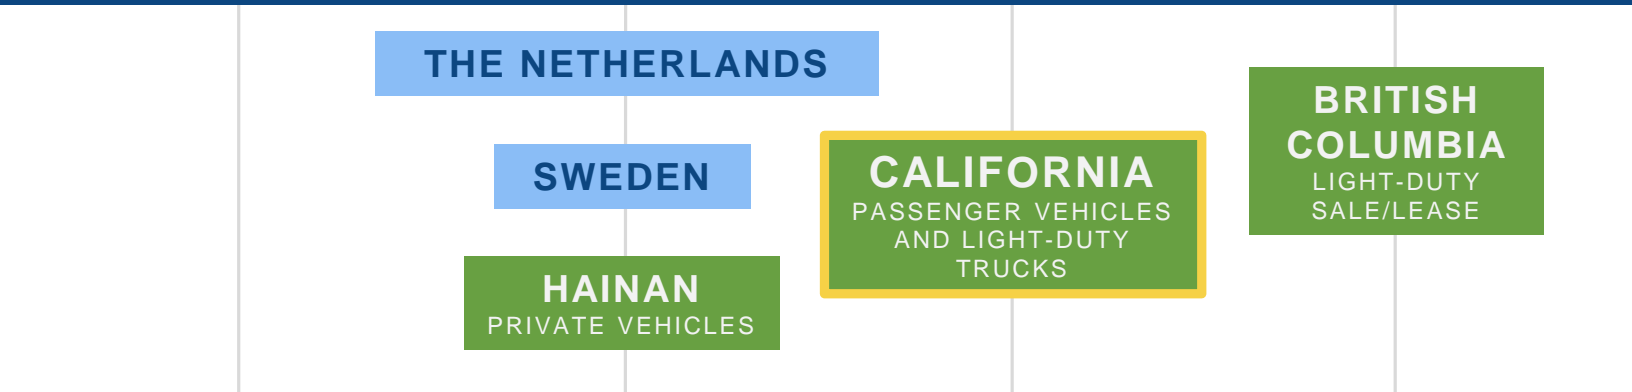 THE NETHERLANDS
SWEDEN
HAINAN
PRIVATE VEHICLES
CALIFORNIA
PASSENGER VEHICLES
AND LIGHT-DUTY
TRUCKS
BRITISH
COLUMBIA
LIGHT-DUTY
SALE/LEASE